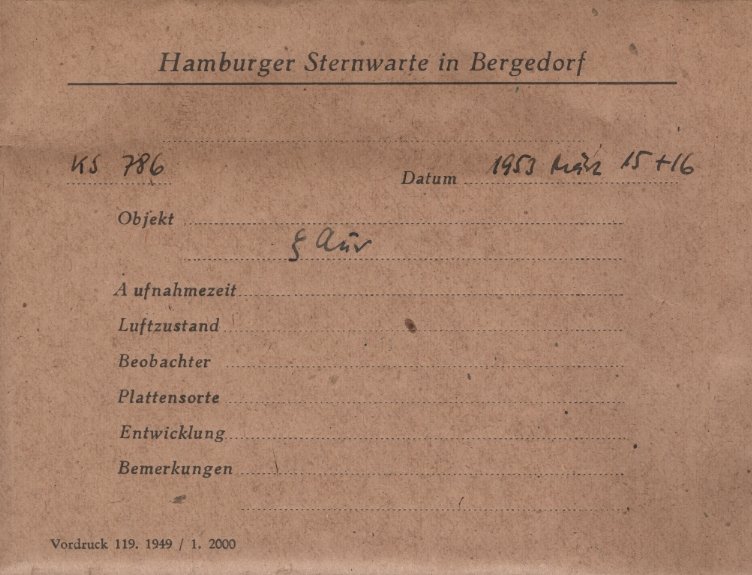 Hamburger Sternwarte in Bergedorf
KS 786 Datum 1953 März 15+16
Objekt
ξ Aur
Aufnahmezeit
Luftzustand
Beobachter
Plattensorte
Entwicklung
Bemerkungen
Vordruck 119. 1949 / 1. 2000